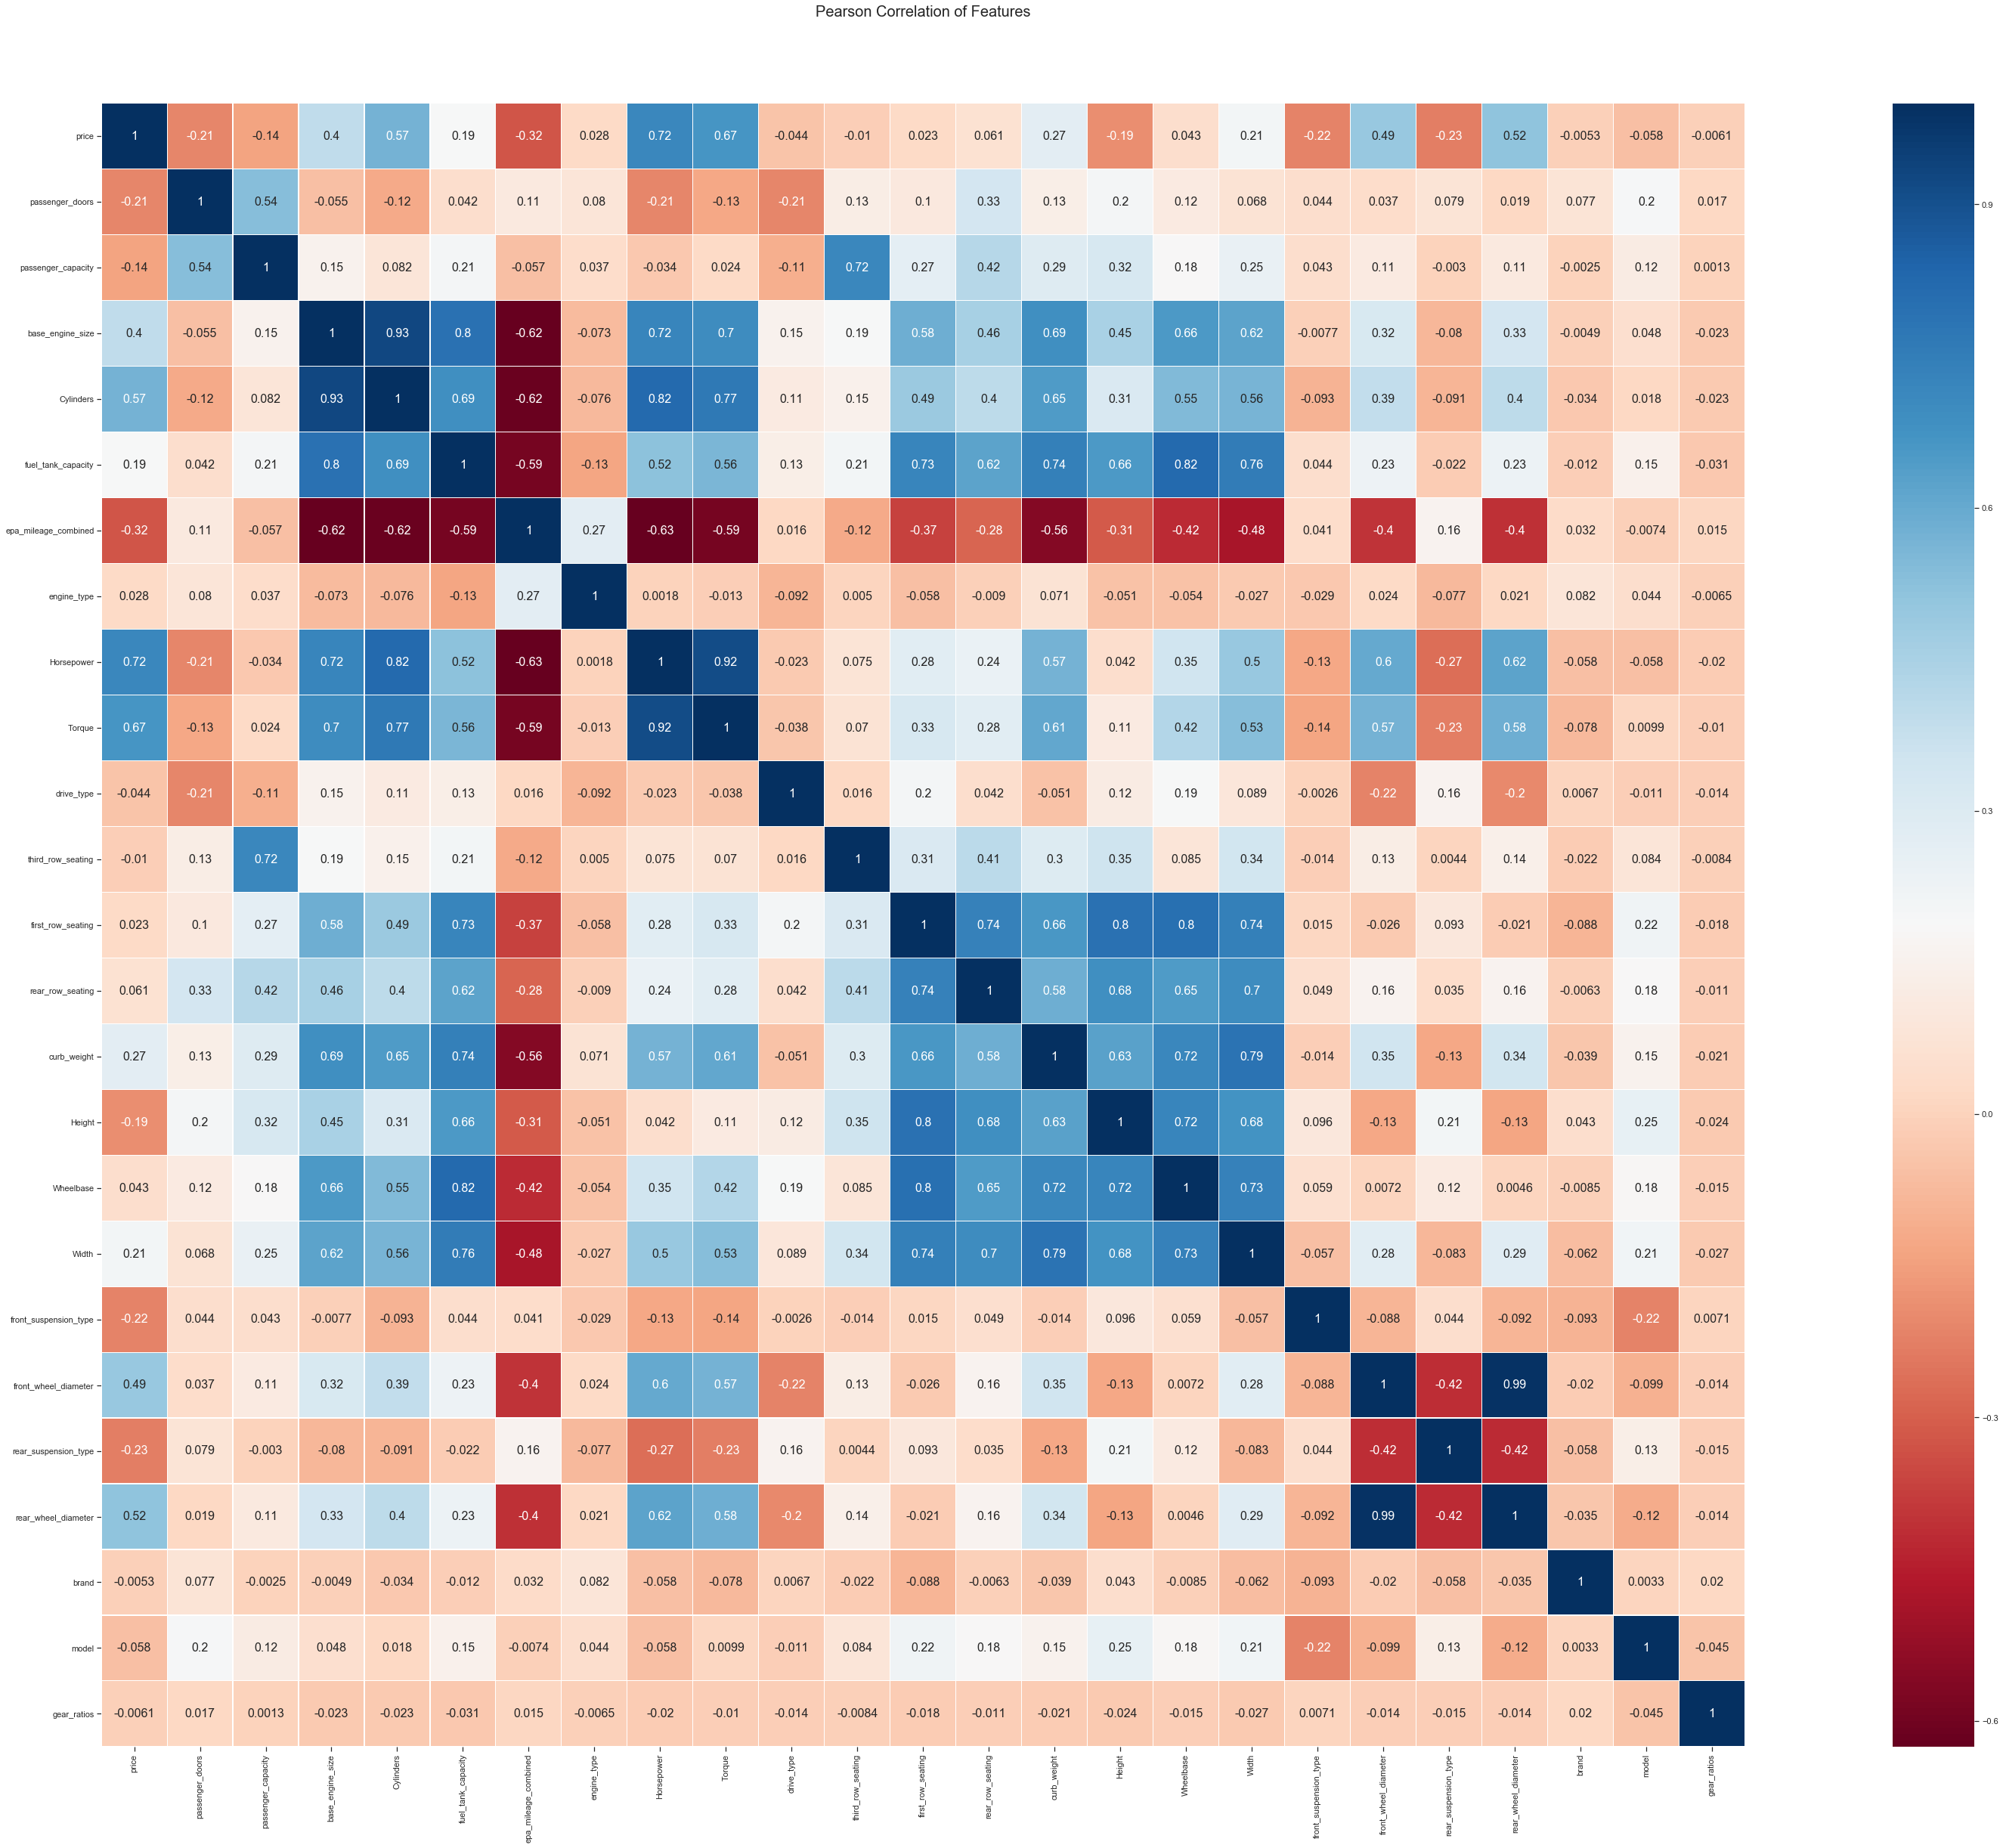 Pearson Correlation of Features
price 1 -0.21 -0.14 0.4 0.57 0.19 -0.32 0.028 0.72 0.67 -0.044 -0.01 0.023 0.061 0.27 -0.19 0.043 0.21 -0.22 0.49 -0.23 0.52 -0.0053 -0.058 -0.0061
passenger_doors -0.21 1 0.54 -0.055 -0.12 0.042 0.11 0.08 -0.21 -0.13 -0.21 0.13 0.1 0.33 0.13 0.2 0.12 0.068 0.044 0.037 0.079 0.019 0.077 0.2 0.017
0.9
passenger_capacity -0.14 0.54 1 0.15 0.082 0.21 -0.057 0.037 -0.034 0.024 -0.11 0.72 0.27 0.42 0.29 0.32 0.18 0.25 0.043 0.11 -0.003 0.11 -0.0025 0.12 0.0013
base_engine_size 0.4 -0.055 0.15 1 0.93 0.8 -0.62 -0.073 0.72 0.7 0.15 0.19 0.58 0.46 0.69 0.45 0.66 0.62 -0.0077 0.32 -0.08 0.33 -0.0049 0.048 -0.023
Cylinders 0.57 -0.12 0.082 0.93 1 0.69 -0.62 -0.076 0.82 0.77 0.11 0.15 0.49 0.4 0.65 0.31 0.55 0.56 -0.093 0.39 -0.091 0.4 -0.034 0.018 -0.023
fuel_tank_capacity 0.19 0.042 0.21 0.8 0.69 1 -0.59 -0.13 0.52 0.56 0.13 0.21 0.73 0.62 0.74 0.66 0.82 0.76 0.044 0.23 -0.022 0.23 -0.012 0.15 -0.031
0.6
epa_mileage_combined -0.32 0.11 -0.057 -0.62 -0.62 -0.59 1 0.27 -0.63 -0.59 0.016 -0.12 -0.37 -0.28 -0.56 -0.31 -0.42 -0.48 0.041 -0.4 0.16 -0.4 0.032 -0.0074 0.015
engine_type 0.028 0.08 0.037 -0.073 -0.076 -0.13 0.27 1 0.0018 -0.013 -0.092 0.005 -0.058 -0.009 0.071 -0.051 -0.054 -0.027 -0.029 0.024 -0.077 0.021 0.082 0.044 -0.0065
Horsepower 0.72 -0.21 -0.034 0.72 0.82 0.52 -0.63 0.0018 1 0.92 -0.023 0.075 0.28 0.24 0.57 0.042 0.35 0.5 -0.13 0.6 -0.27 0.62 -0.058 -0.058 -0.02
Torque 0.67 -0.13 0.024 0.7 0.77 0.56 -0.59 -0.013 0.92 1 -0.038 0.07 0.33 0.28 0.61 0.11 0.42 0.53 -0.14 0.57 -0.23 0.58 -0.078 0.0099 -0.01
drive_type -0.044 -0.21 -0.11 0.15 0.11 0.13 0.016 -0.092 -0.023 -0.038 1 0.016 0.2 0.042 -0.051 0.12 0.19 0.089 -0.0026 -0.22 0.16 -0.2 0.0067 -0.011 -0.014
0.3
third_row_seating -0.01 0.13 0.72 0.19 0.15 0.21 -0.12 0.005 0.075 0.07 0.016 1 0.31 0.41 0.3 0.35 0.085 0.34 -0.014 0.13 0.0044 0.14 -0.022 0.084 -0.0084
first_row_seating 0.023 0.1 0.27 0.58 0.49 0.73 -0.37 -0.058 0.28 0.33 0.2 0.31 1 0.74 0.66 0.8 0.8 0.74 0.015 -0.026 0.093 -0.021 -0.088 0.22 -0.018
rear_row_seating 0.061 0.33 0.42 0.46 0.4 0.62 -0.28 -0.009 0.24 0.28 0.042 0.41 0.74 1 0.58 0.68 0.65 0.7 0.049 0.16 0.035 0.16 -0.0063 0.18 -0.011
curb_weight 0.27 0.13 0.29 0.69 0.65 0.74 -0.56 0.071 0.57 0.61 -0.051 0.3 0.66 0.58 1 0.63 0.72 0.79 -0.014 0.35 -0.13 0.34 -0.039 0.15 -0.021
0.0
Height -0.19 0.2 0.32 0.45 0.31 0.66 -0.31 -0.051 0.042 0.11 0.12 0.35 0.8 0.68 0.63 1 0.72 0.68 0.096 -0.13 0.21 -0.13 0.043 0.25 -0.024
Wheelbase 0.043 0.12 0.18 0.66 0.55 0.82 -0.42 -0.054 0.35 0.42 0.19 0.085 0.8 0.65 0.72 0.72 1 0.73 0.059 0.0072 0.12 0.0046 -0.0085 0.18 -0.015
Width 0.21 0.068 0.25 0.62 0.56 0.76 -0.48 -0.027 0.5 0.53 0.089 0.34 0.74 0.7 0.79 0.68 0.73 1 -0.057 0.28 -0.083 0.29 -0.062 0.21 -0.027
front_suspension_type -0.22 0.044 0.043 -0.0077 -0.093 0.044 0.041 -0.029 -0.13 -0.14 -0.0026 -0.014 0.015 0.049 -0.014 0.096 0.059 -0.057 1 -0.088 0.044 -0.092 -0.093 -0.22 0.0071
front_wheel_diameter 0.49 0.037 0.11 0.32 0.39 0.23 -0.4 0.024 0.6 0.57 -0.22 0.13 -0.026 0.16 0.35 -0.13 0.0072 0.28 -0.088 1 -0.42 0.99 -0.02 -0.099 -0.014
-0.3
rear_suspension_type -0.23 0.079 -0.003 -0.08 -0.091 -0.022 0.16 -0.077 -0.27 -0.23 0.16 0.0044 0.093 0.035 -0.13 0.21 0.12 -0.083 0.044 -0.42 1 -0.42 -0.058 0.13 -0.015
rear_wheel_diameter 0.52 0.019 0.11 0.33 0.4 0.23 -0.4 0.021 0.62 0.58 -0.2 0.14 -0.021 0.16 0.34 -0.13 0.0046 0.29 -0.092 0.99 -0.42 1 -0.035 -0.12 -0.014
brand -0.0053 0.077 -0.0025 -0.0049 -0.034 -0.012 0.032 0.082 -0.058 -0.078 0.0067 -0.022 -0.088 -0.0063 -0.039 0.043 -0.0085 -0.062 -0.093 -0.02 -0.058 -0.035 1 0.0033 0.02
model -0.058 0.2 0.12 0.048 0.018 0.15 -0.0074 0.044 -0.058 0.0099 -0.011 0.084 0.22 0.18 0.15 0.25 0.18 0.21 -0.22 -0.099 0.13 -0.12 0.0033 1 -0.045
gear_ratios -0.0061 0.017 0.0013 -0.023 -0.023 -0.031 0.015 -0.0065 -0.02 -0.01 -0.014 -0.0084 -0.018 -0.011 -0.021 -0.024 -0.015 -0.027 0.0071 -0.014 -0.015 -0.014 0.02 -0.045 1
-0.6
price passenger_doors passenger_capacity base_engine_size Cylinders fuel_tank_capacity epa_mileage_combined engine_type Horsepower Torque drive_type third_row_seating first_row_seating rear_row_seating curb_weight Height Wheelbase Width front_suspension_type front_wheel_diameter rear_suspension_type rear_wheel_diameter brand model gear_ratios